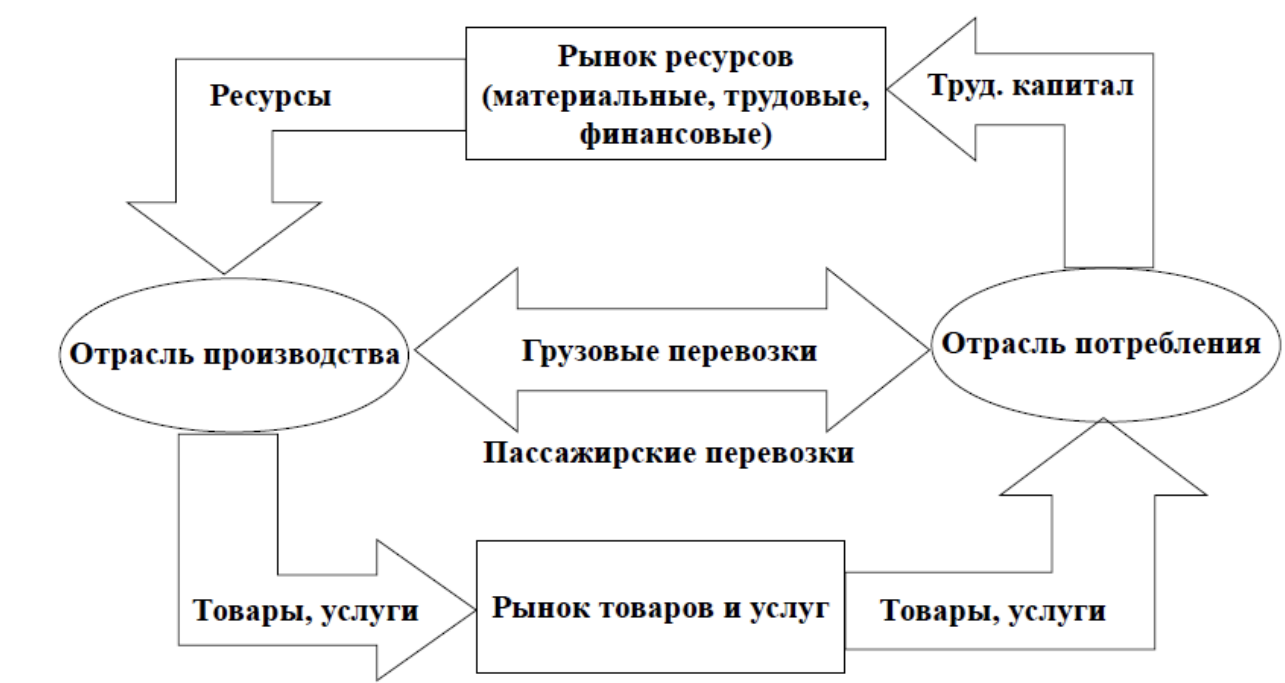 Рынок ресурсов
(материальные, трудовые,
финансовые)
Ресурсы
Труд. капитал
Отрасль производства
Грузовые перевозки
Отрасль потребления
Пассажирские перевозки
Товары, услуги
Рынок товаров и услуг
Товары, услуги